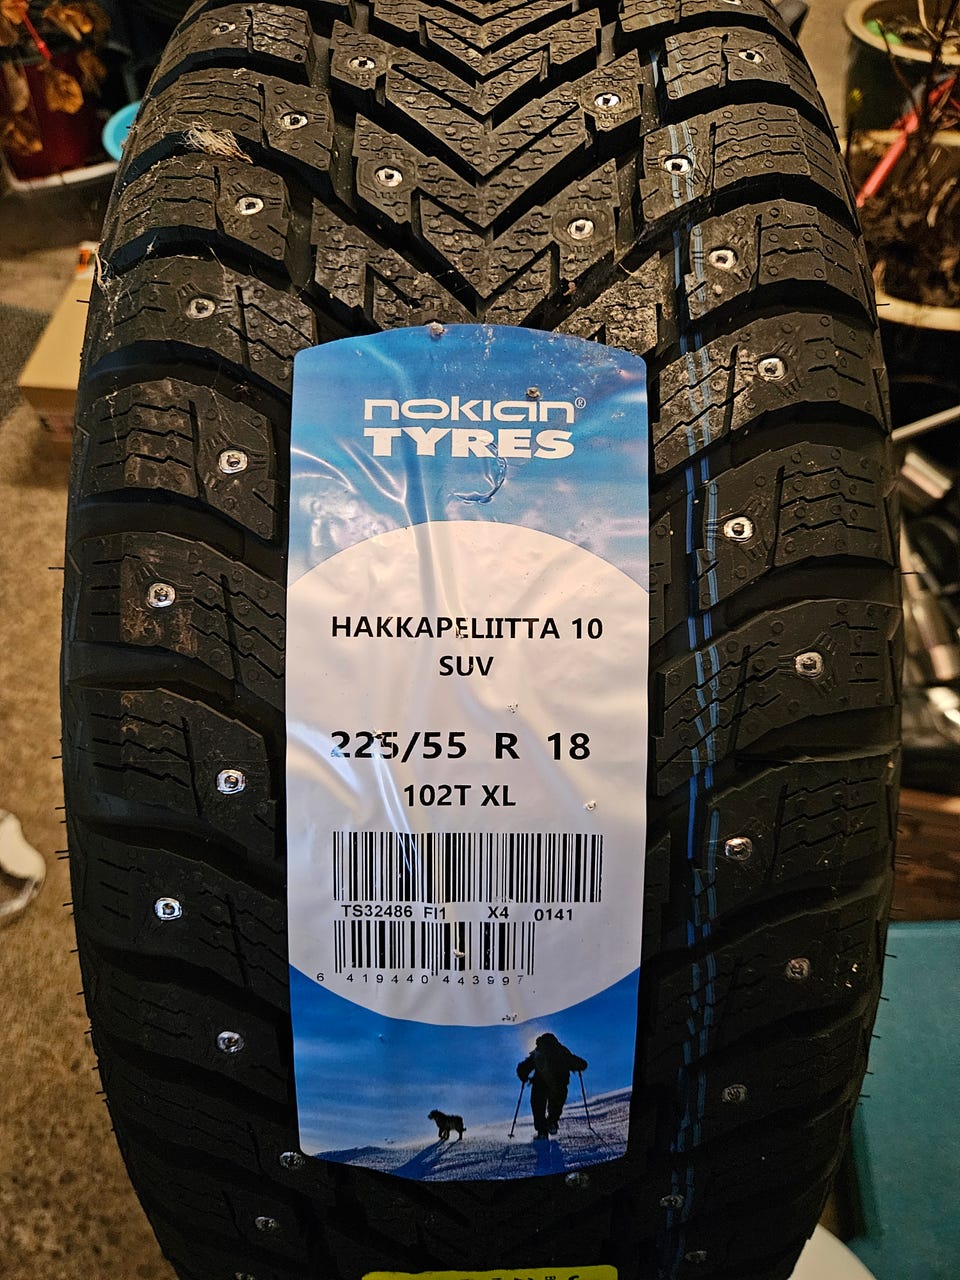 nokian®
TYRES
HAKKAPELIITTA 10
SUV
225/55 R 18
102T XL
TS32486 FI1 X4 0141
6 419440 443997